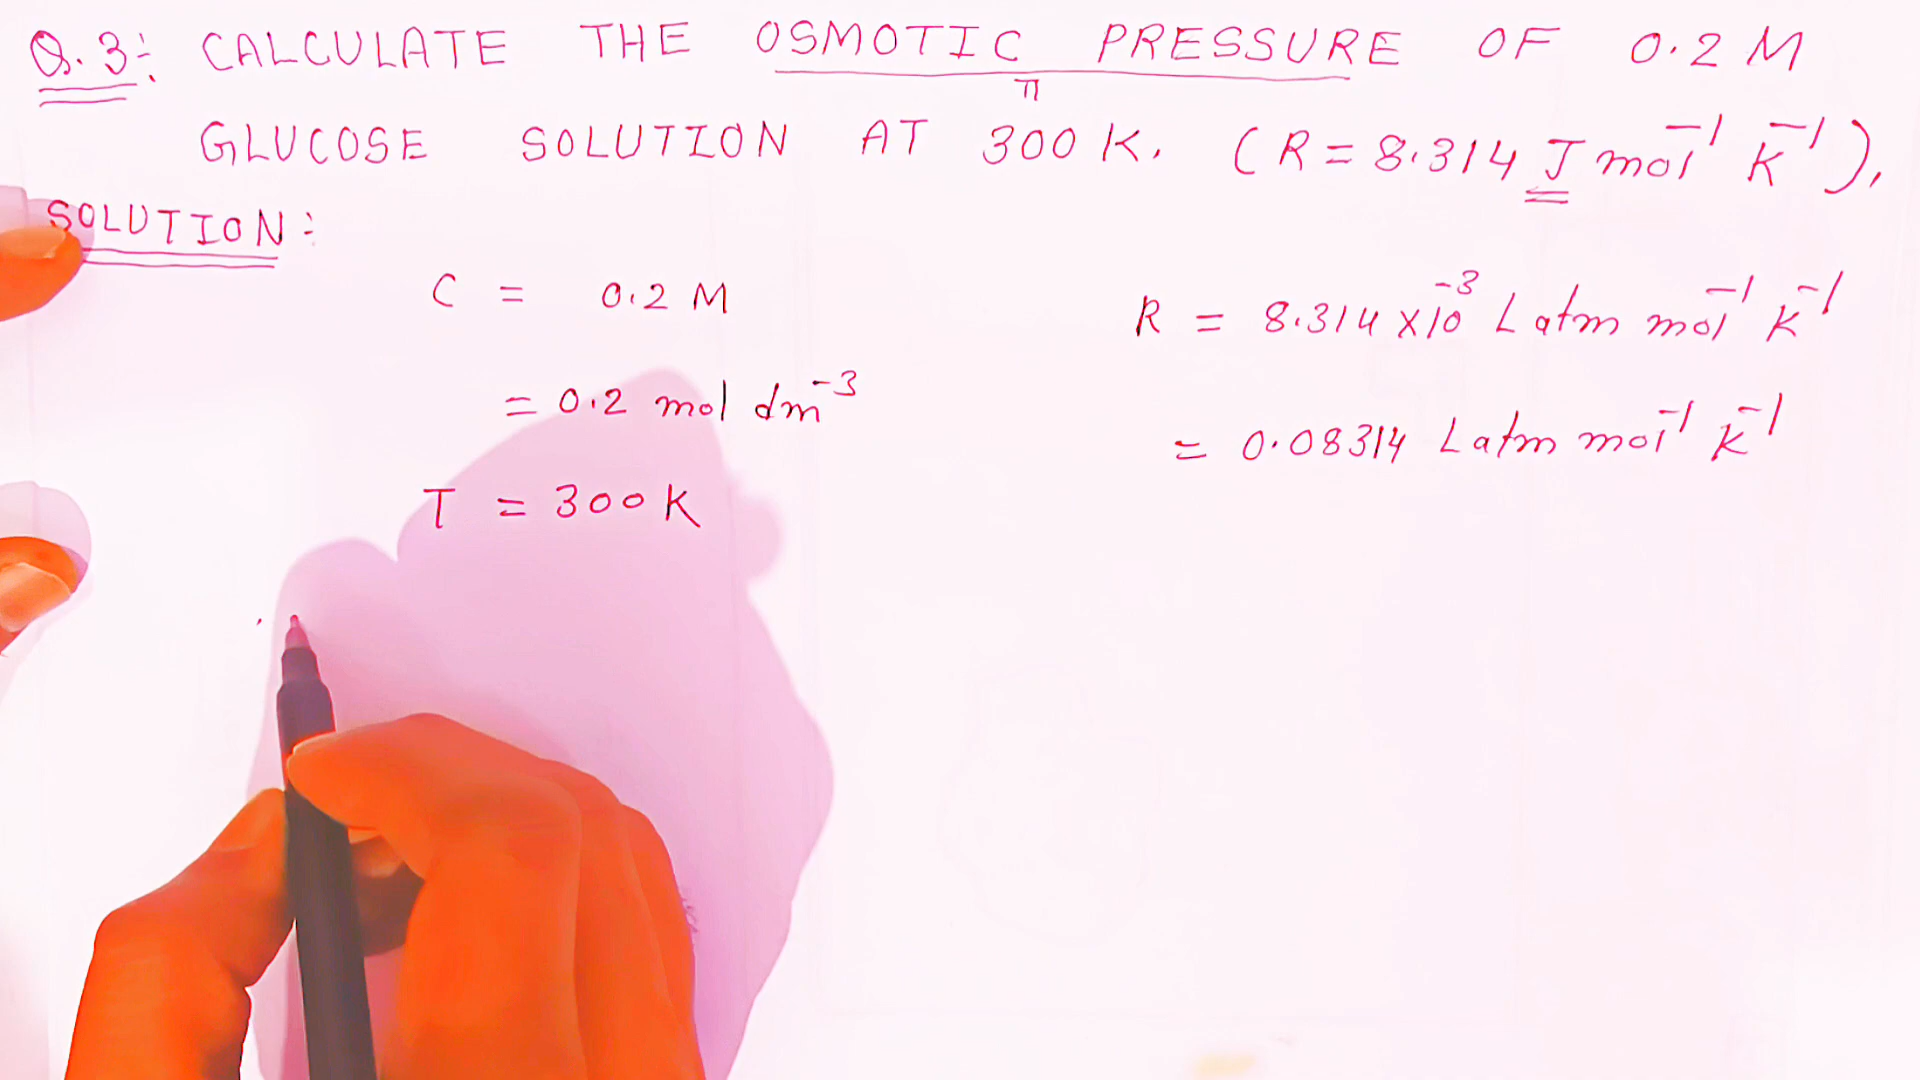 Q.3:- CALCULATE THE OSMOTIC PRESSURE OF 0.2 M
π
GLUCOSE SOLUTION AT 300 K. (R = 8.314 J mol⁻¹ K⁻¹).
SOLUTION:-
C = 0.2 M
R = 8.314 × 10⁻³ L atm mol⁻¹ K⁻¹
= 0.2 mol dm⁻³
= 0.08314 L atm mol⁻¹ K⁻¹
T = 300 K